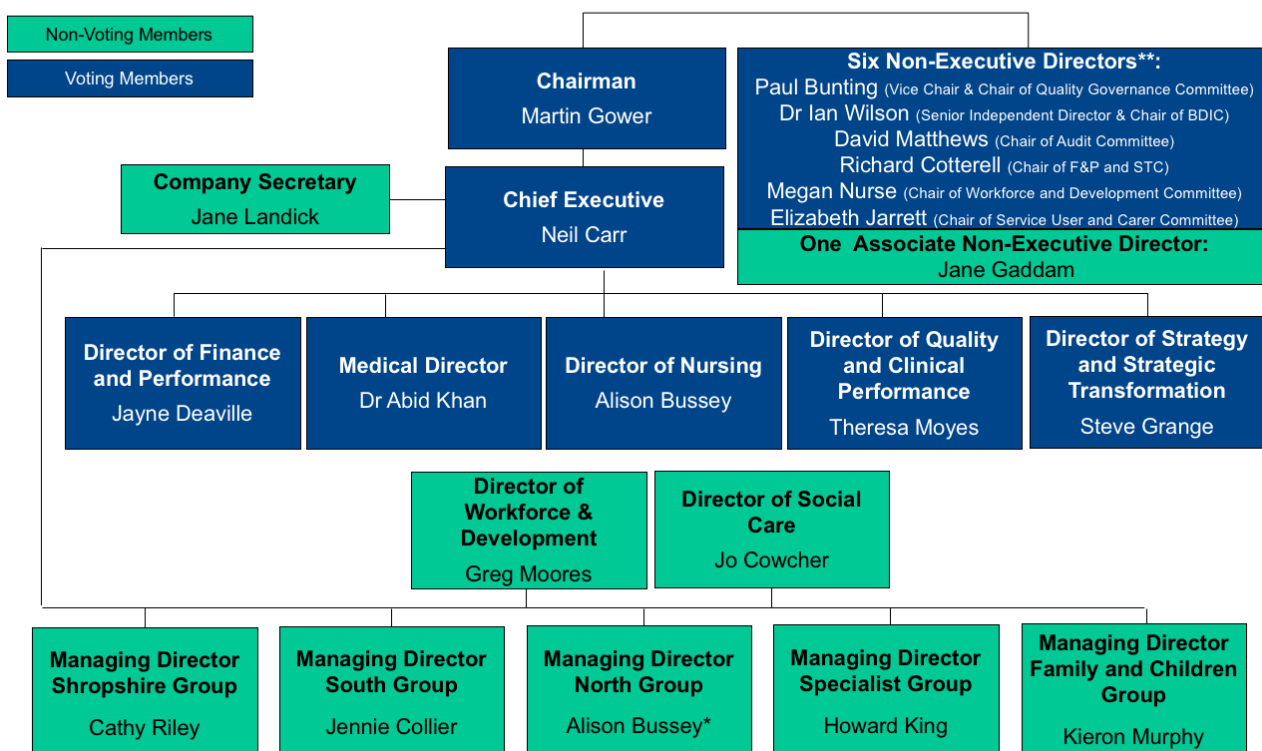 Non-Voting Members
Voting Members
Chairman
Martin Gower
Six Non-Executive Directors**:
Paul Bunting (Vice Chair & Chair of Quality Governance Committee)
Dr Ian Wilson (Senior Independent Director & Chair of BDIC)
David Matthews (Chair of Audit Committee)
Richard Cotterell (Chair of F&P and STC)
Megan Nurse (Chair of Workforce and Development Committee)
Elizabeth Jarrett (Chair of Service User and Carer Committee)
One  Associate Non-Executive Director:
Jane Gaddam
Company Secretary
Jane Landick
Chief Executive
Neil Carr
Director of Finance
and Performance
Jayne Deaville
Medical Director
Dr Abid Khan
Director of Nursing
Alison Bussey
Director of Quality
and Clinical
Performance
Theresa Moyes
Director of Strategy
and Strategic
Transformation
Steve Grange
Director of
Workforce &
Development
Greg Moores
Director of Social
Care
Jo Cowcher
Managing Director
Shropshire Group
Cathy Riley
Managing Director
South Group
Jennie Collier
Managing Director
North Group
Alison Bussey*
Managing Director
Specialist Group
Howard King
Managing Director
Family and Children
Group
Kieron Murphy